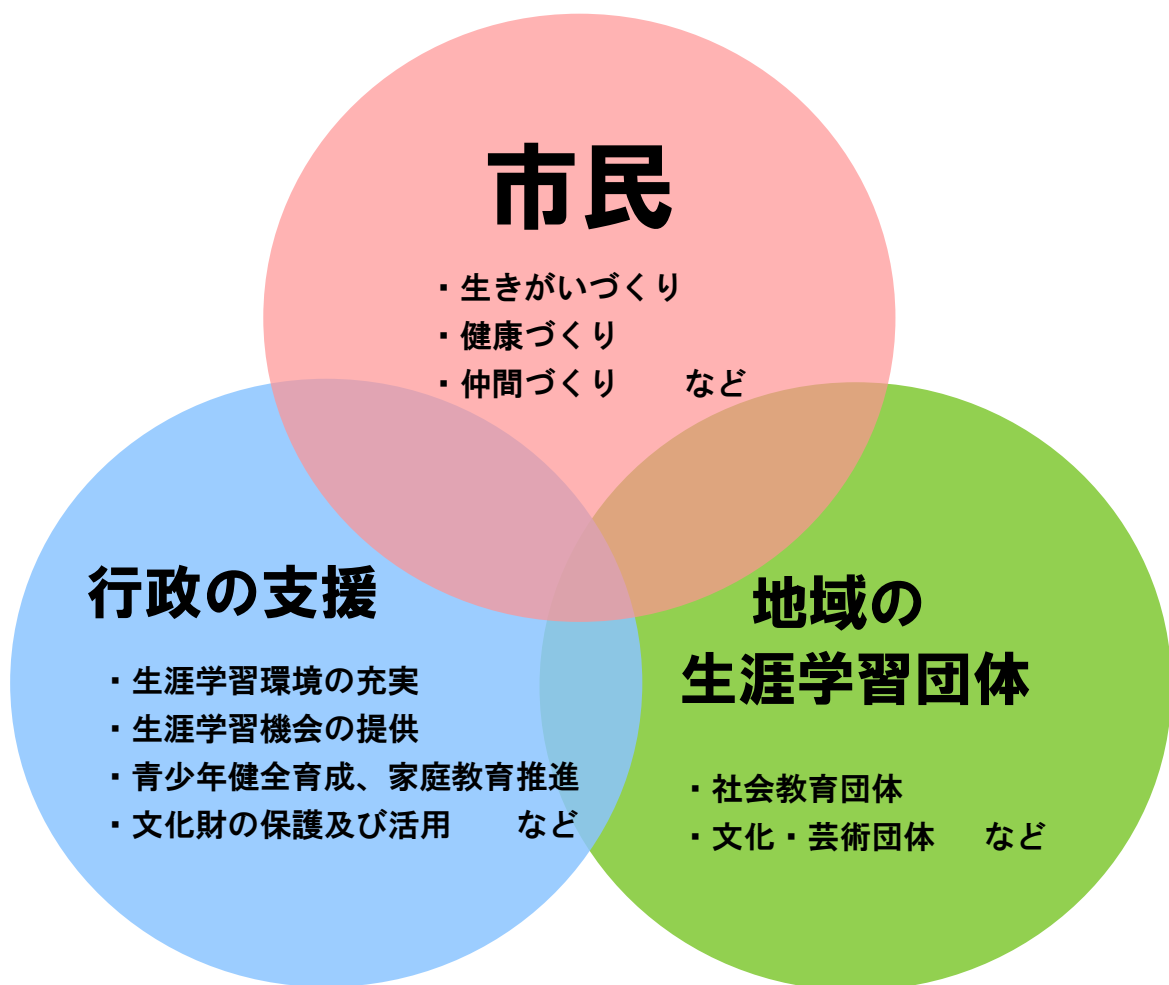 市民
・生きがいづくり
・健康づくり
・仲間づくり　　など
行政の支援
・生涯学習環境の充実
・生涯学習機会の提供
・青少年健全育成、家庭教育推進
・文化財の保護及び活用　　など
地域の
生涯学習団体
・社会教育団体
・文化・芸術団体　など